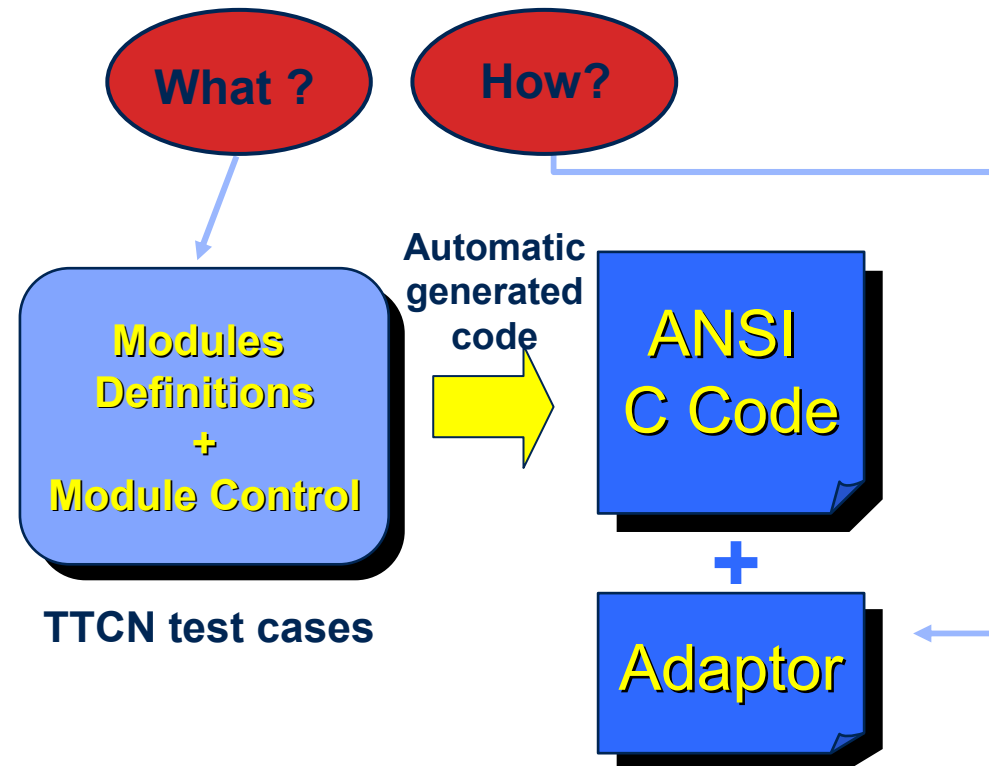 What ?
How?
Automatic
generated
code
Modules
Definitions
+
Module Control
ANSI
C Code
+
TTCN test cases
Adaptor